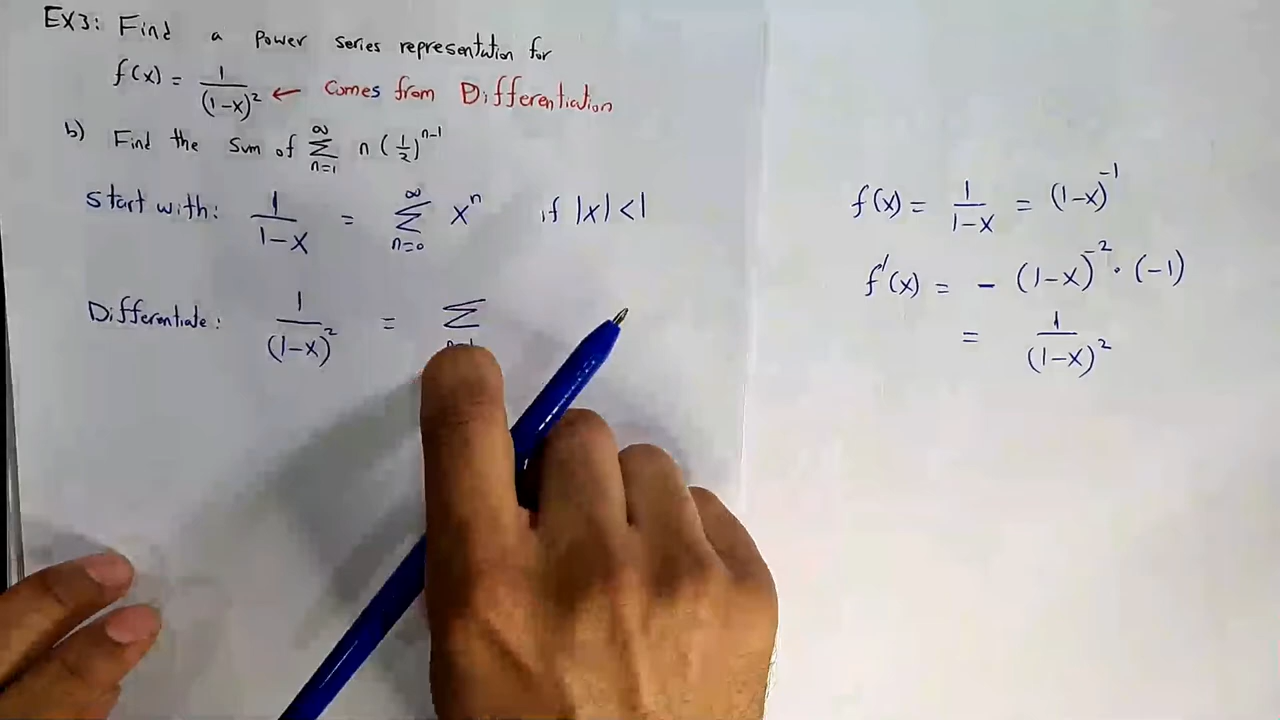 EX3: Find a power series representation for
f(x) = 1/(1-x)² ← Comes from Differentiation
b) Find the sum of ∞ Σ n=1 n(1/2)^(n-1)
start with: 1/(1-x) = ∞ Σ n=0 xⁿ if |x|<1
Differentiate: 1/(1-x)² = Σ
f(x) = 1/(1-x) = (1-x)⁻¹
f'(x) = -(1-x)⁻² · (-1)
= 1/(1-x)²